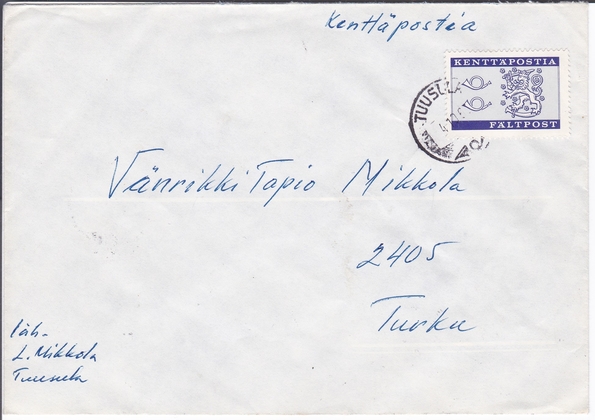 Kenttäpostia
KENTTÄPOSTIA
FÄLTPOST
TUUSULA
Vänrikki Tapio Mikkola
2405
Turku
Läh.
L. Mikkola
Tuusula